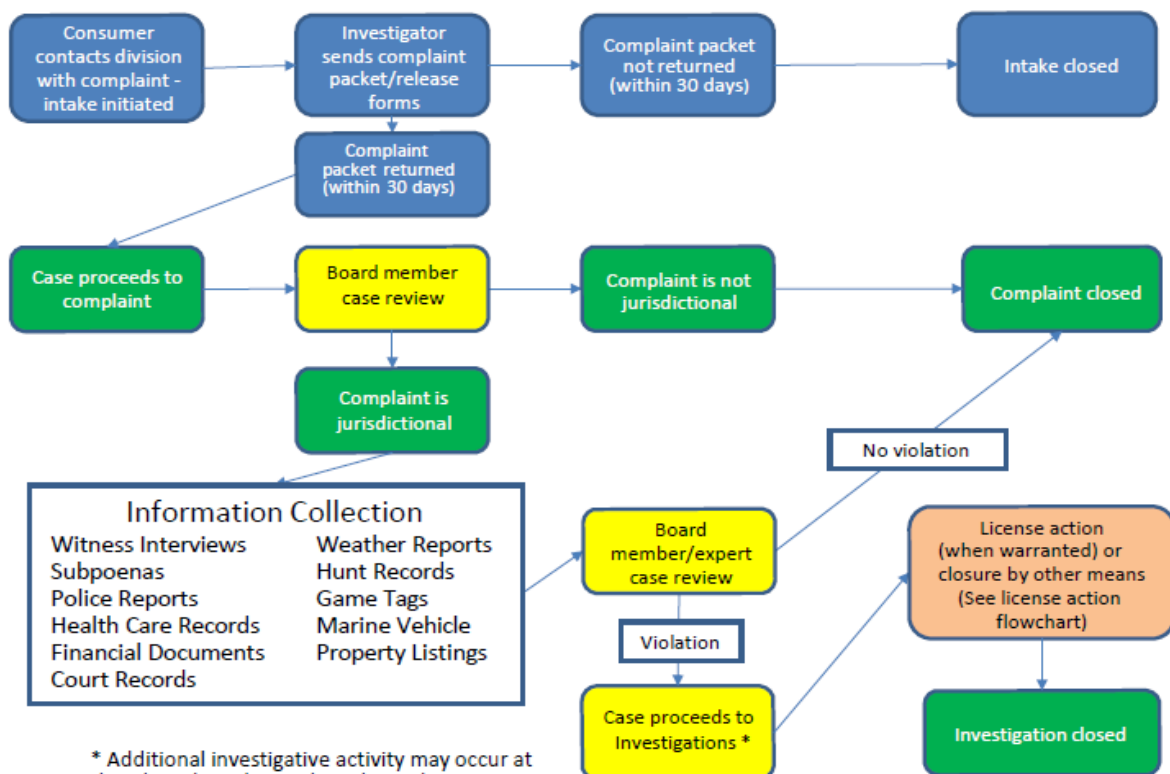 Consumer
contacts division
with complaint -
intake initiated
Investigator
sends complaint
packet/release
forms
Complaint packet
not returned
(within 30 days)
Intake closed
Complaint
packet returned
(within 30 days)
Case proceeds to
complaint
Board member
case review
Complaint is not
jurisdictional
Complaint closed
Complaint is
jurisdictional
No violation
Information Collection
Witness Interviews
Subpoenas
Police Reports
Health Care Records
Financial Documents
Court Records
Weather Reports
Hunt Records
Game Tags
Marine Vehicle
Property Listings
Board
member/expert
case review
Violation
Case proceeds to
Investigations *
License action
(when warranted) or
closure by other means
(See license action
flowchart)
Investigation closed
* Additional investigative activity may occur at